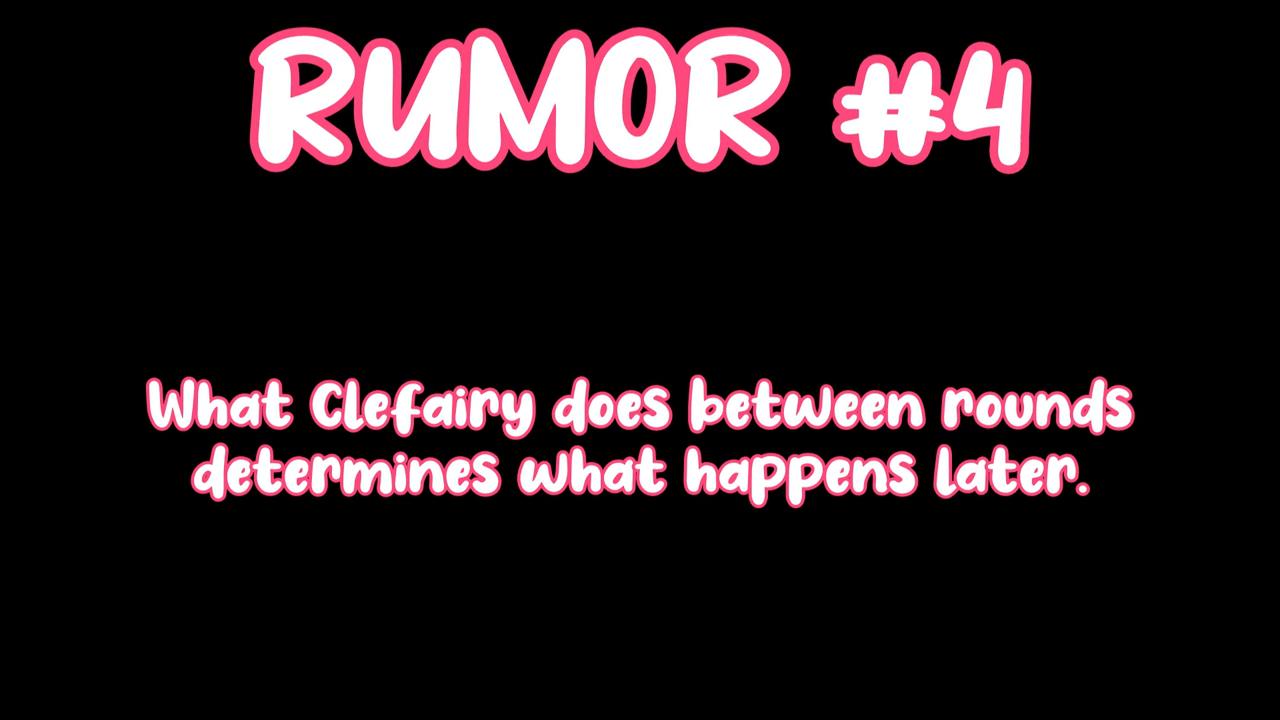 RUMOR #4
What Clefairy does between rounds
determines what happens later.